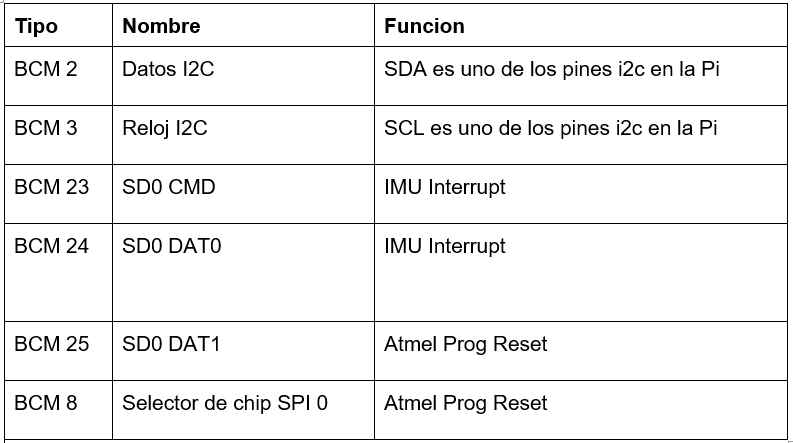 Tipo Nombre Funcion
BCM 2 Datos I2C SDA es uno de los pines i2c en la Pi
BCM 3 Reloj I2C SCL es uno de los pines i2c en la Pi
BCM 23 SD0 CMD IMU Interrupt
BCM 24 SD0 DAT0 IMU Interrupt
BCM 25 SD0 DAT1 Atmel Prog Reset
BCM 8 Selector de chip SPI 0 Atmel Prog Reset